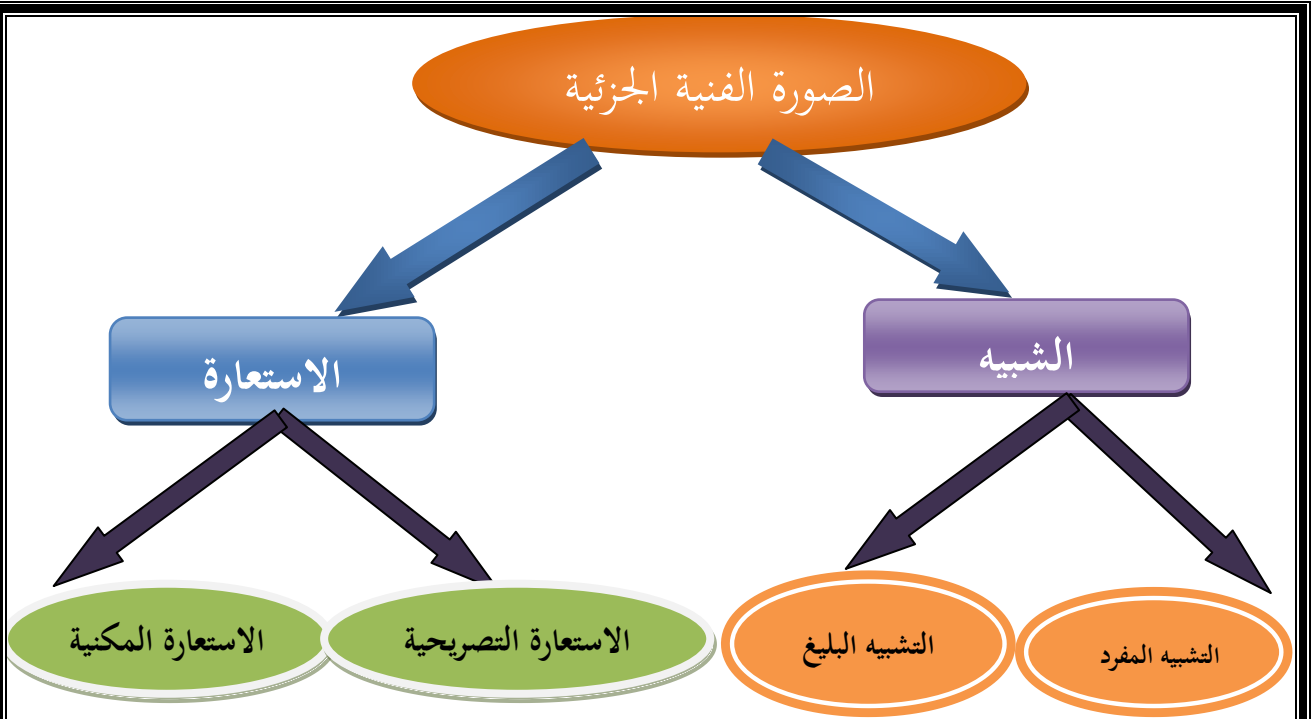 الصورة الفنية الجزئية
الشبيه
الاستعارة
التشبيه المفرد
التشبيه البليغ
الاستعارة التصريحية
الاستعارة المكنية